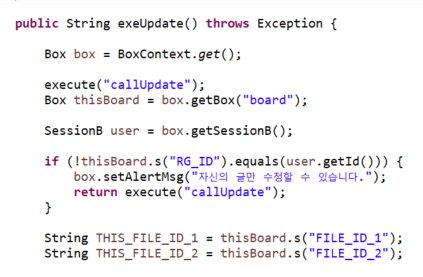 public String exeUpdate() throws Exception {
Box box = BoxContext.get();
execute("callUpdate");
Box thisBoard = box.getBox("board");
SessionB user = box.getSessionB();
if (!thisBoard.s("RG_ID").equals(user.getId())) {
box.setAlertMsg("자신의 글만 수정할 수 있습니다.");
return execute("callUpdate");
}
String THIS_FILE_ID_1 = thisBoard.s("FILE_ID_1");
String THIS_FILE_ID_2 = thisBoard.s("FILE_ID_2");